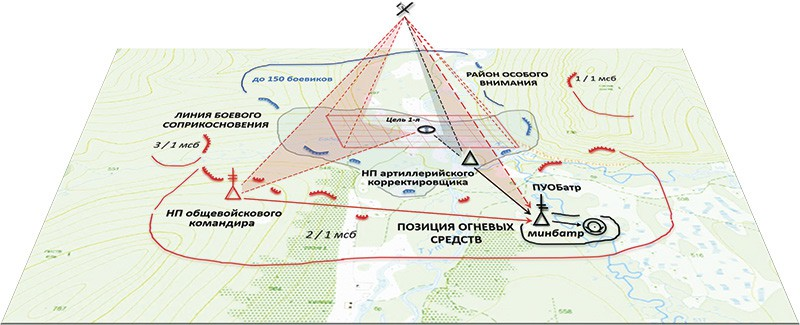 до 150 боевиков
РАЙОН ОСОБОГО
ВНИМАНИЯ
1 / 1 мсб
ЛИНИЯ БОЕВОГО
СОПРИКОСНОВЕНИЯ
Цель 1-я
3 / 1 мсб
НП артиллерийского
корректировщика
ПУОБатр
НП общевойскового
командира
ПОЗИЦИЯ ОГНЕВЫХ
СРЕДСТВ
минбатр
2 / 1 мсб